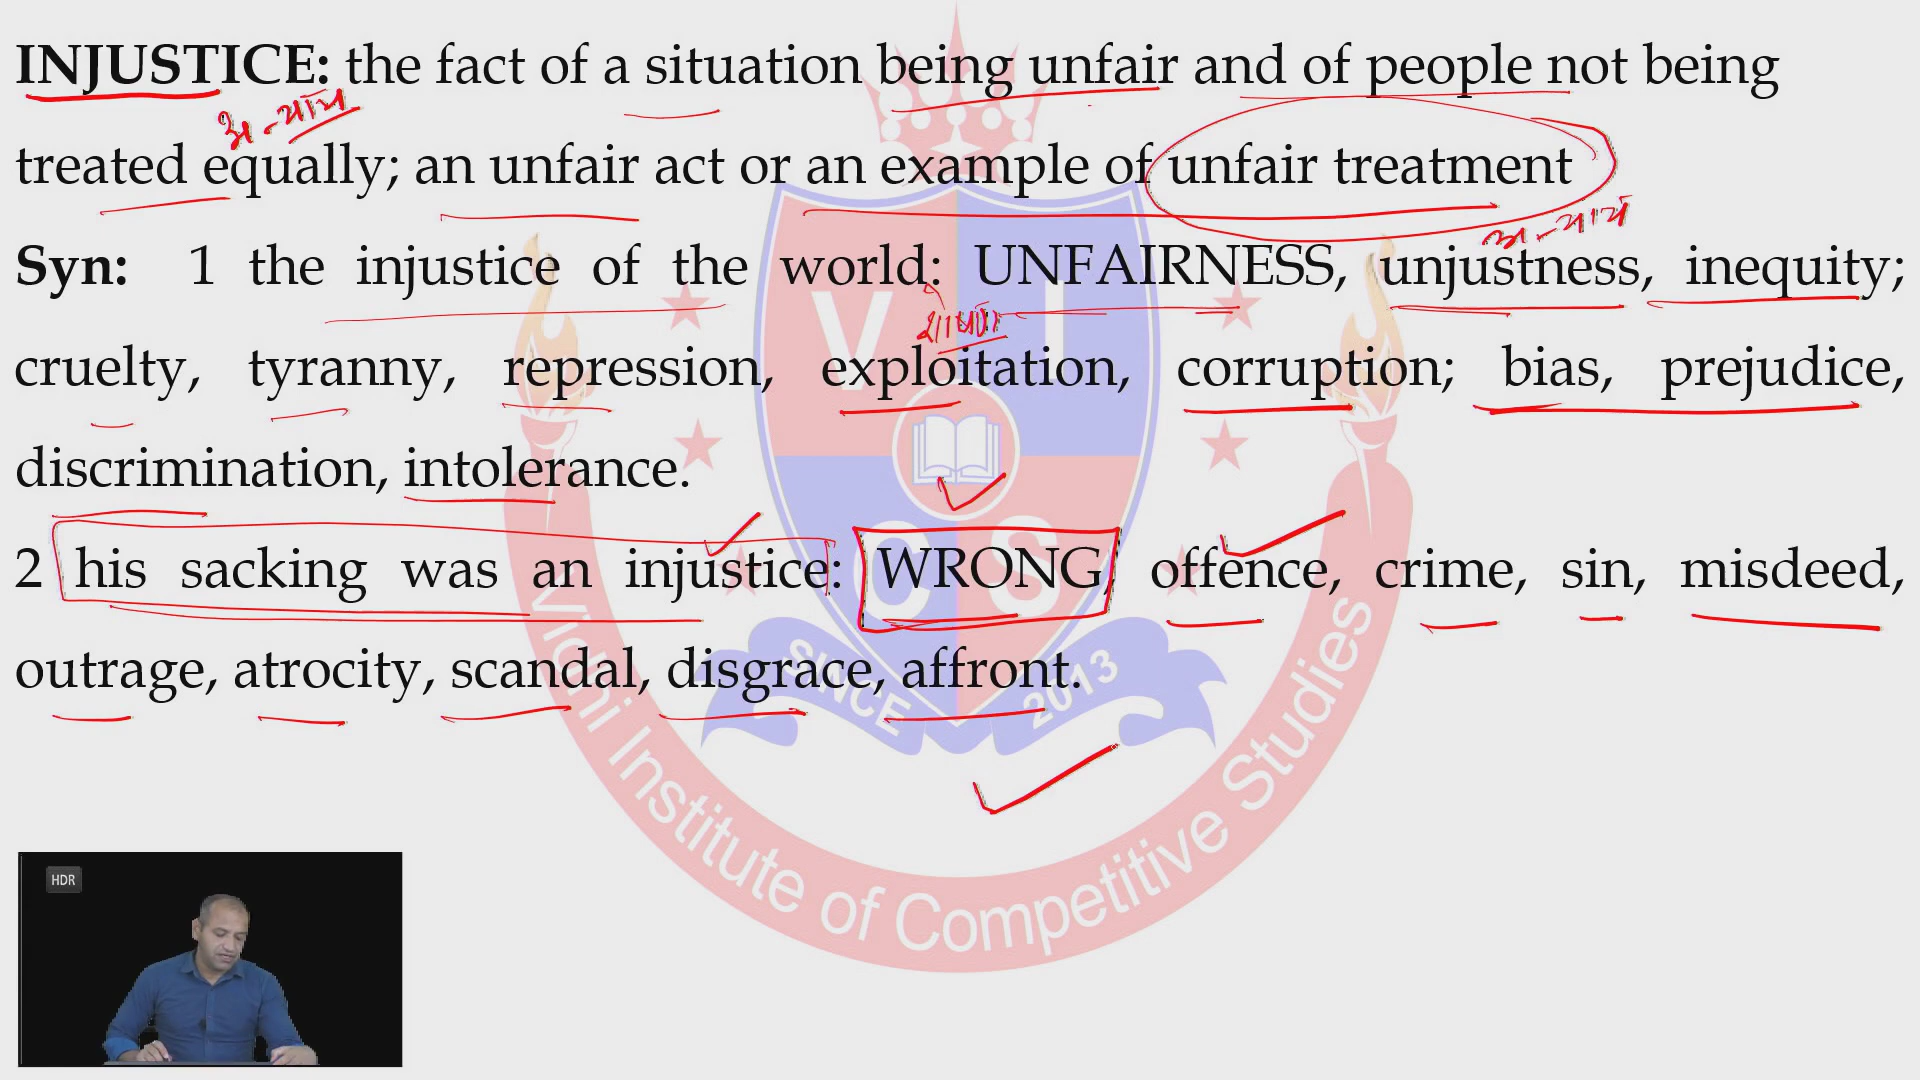 INJUSTICE: the fact of a situation being unfair and of people not being
treated equally; an unfair act or an example of unfair treatment
Syn: 1 the injustice of the world: UNFAIRNESS, unjustness, inequity;
cruelty, tyranny, repression, exploitation, corruption; bias, prejudice,
discrimination, intolerance.
2 his sacking was an injustice: WRONG, offence, crime, sin, misdeed,
outrage, atrocity, scandal, disgrace, affront.
V I
C S
SINCE 2013
Vidhi Institute of Competitive Studies
HDR